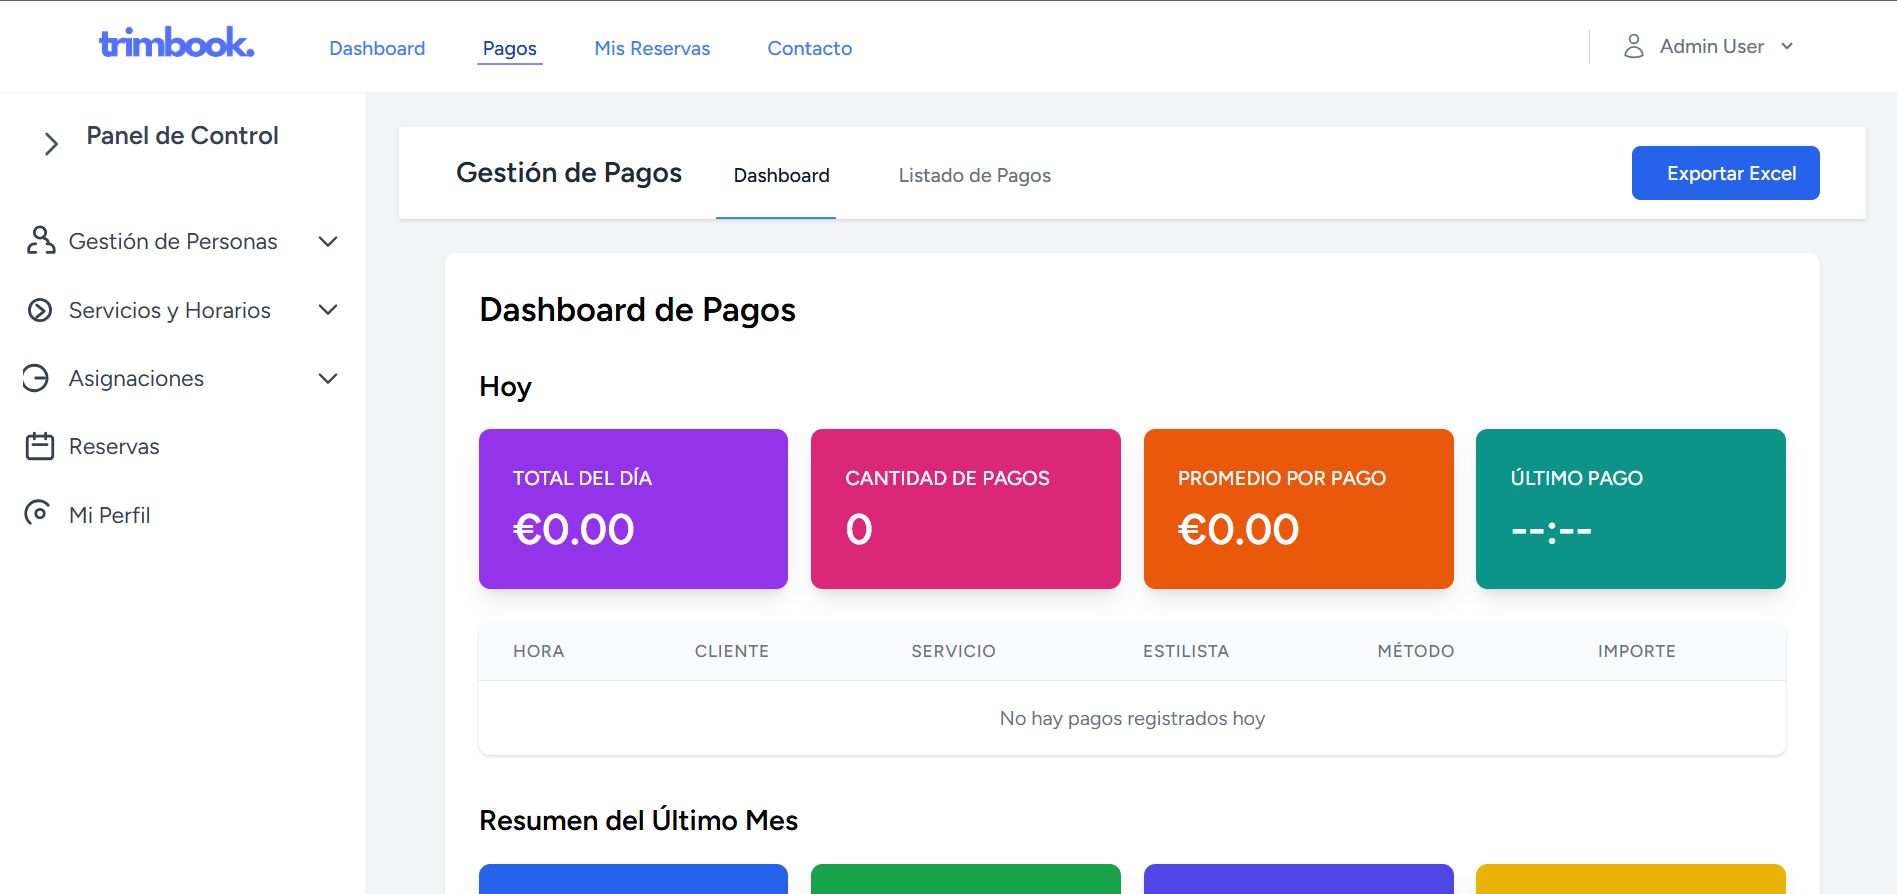 trimbook.
Dashboard
Pagos
Mis Reservas
Contacto
Admin User
Panel de Control
Gestión de Personas
Servicios y Horarios
Asignaciones
Reservas
Mi Perfil
Gestión de Pagos
Dashboard
Listado de Pagos
Exportar Excel
Dashboard de Pagos
Hoy
TOTAL DEL DÍA
€0.00
CANTIDAD DE PAGOS
0
PROMEDIO POR PAGO
€0.00
ÚLTIMO PAGO
--:--
HORA CLIENTE SERVICIO ESTILISTA MÉTODO IMPORTE
No hay pagos registrados hoy
Resumen del Último Mes